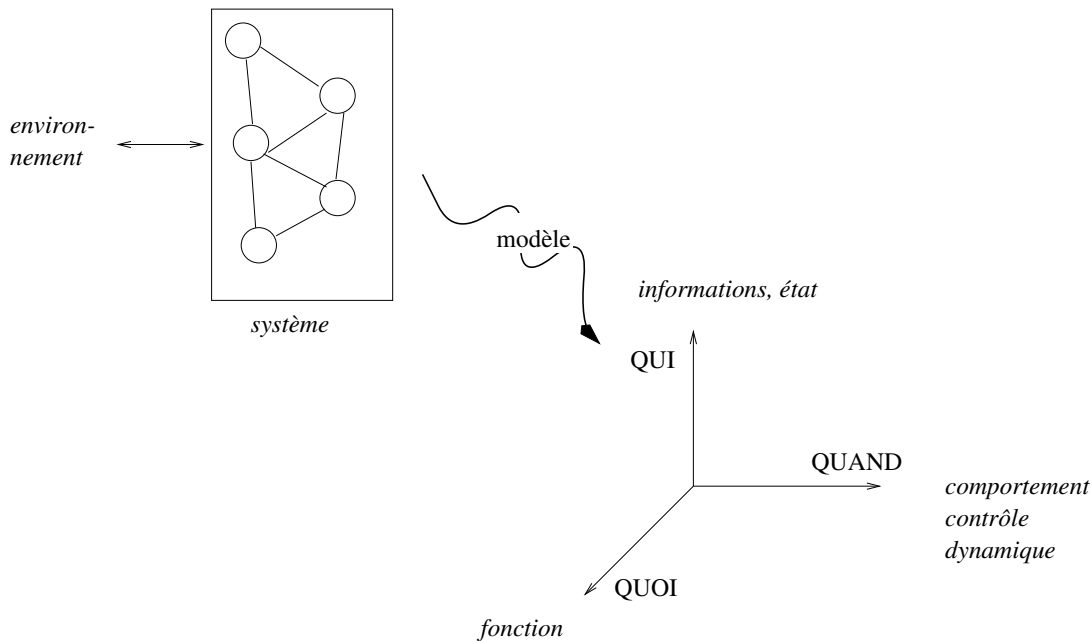 environ-
nement
système
modèle
informations, état
QUI
QUAND
comportement
contrôle
dynamique
QUOI
fonction